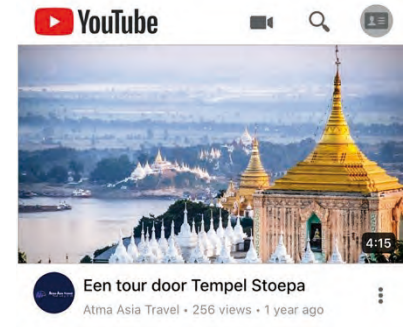 YouTube
4:15
Een tour door Tempel Stoepa
Atma Asia Travel • 256 views • 1 year ago